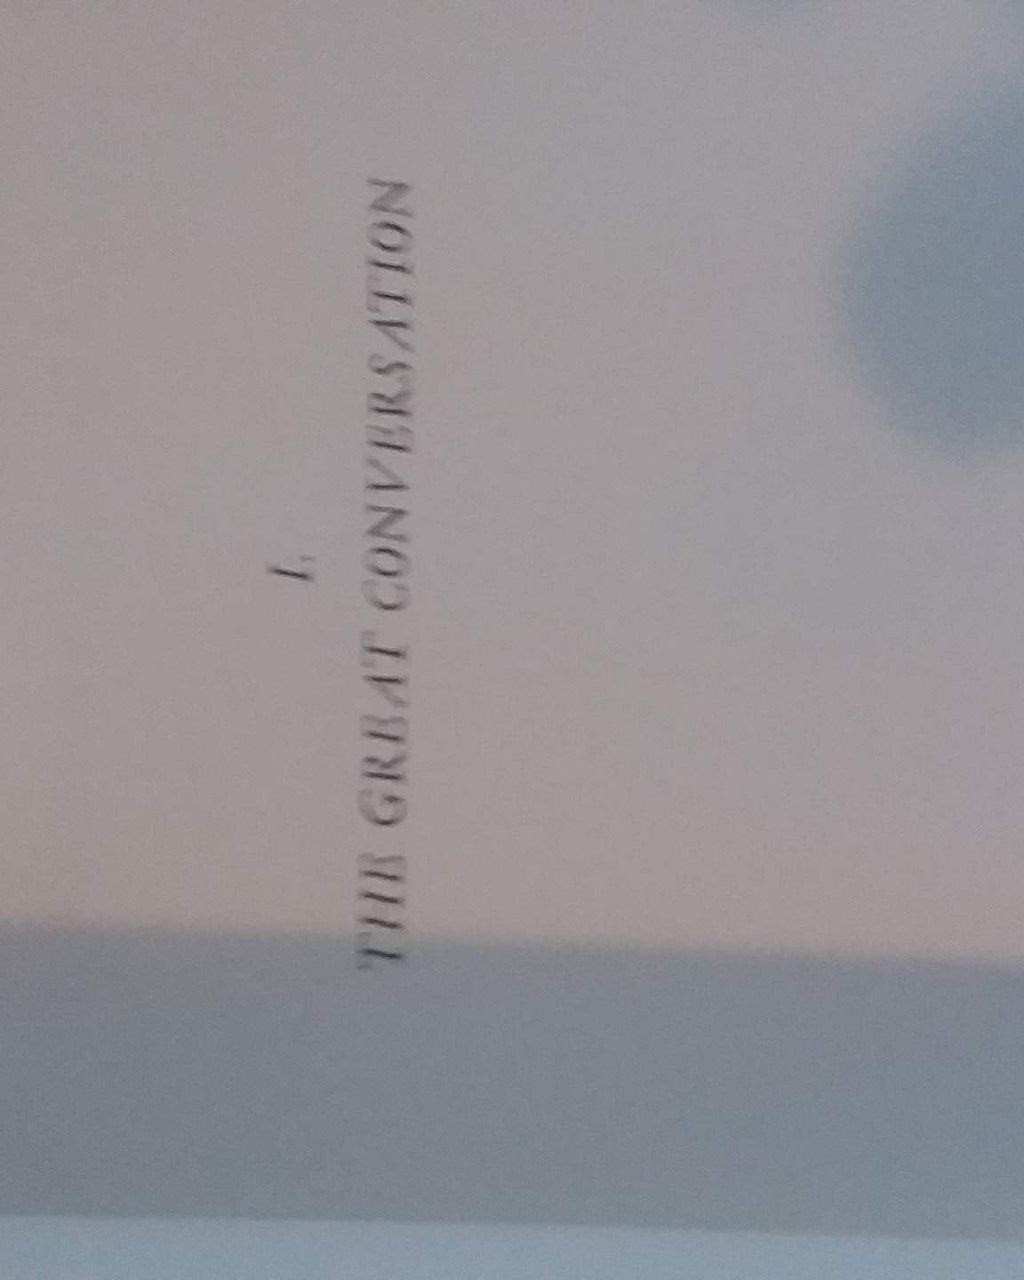 I.
THE GREAT CONVERSATION